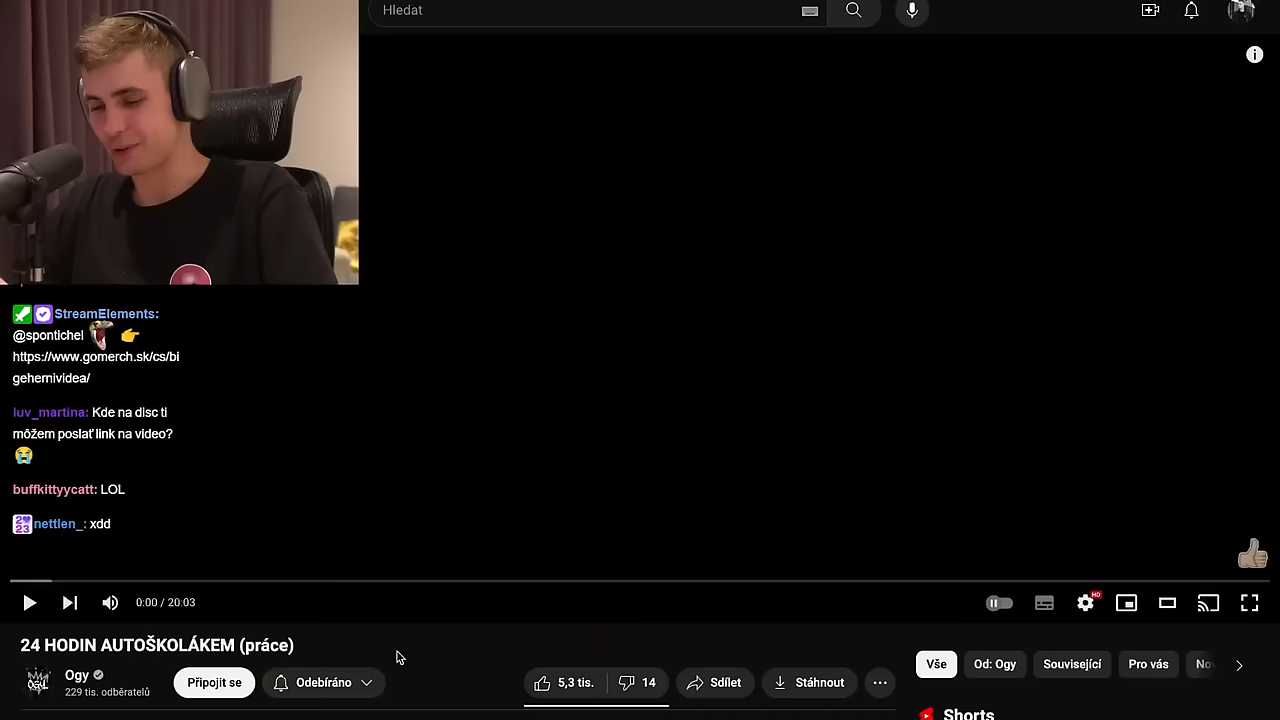 Hledat
StreamElements:
@spontichel
https://www.gomerch.sk/cs/bi
gehernividea/
luv_martina: Kde na disc ti
môžem poslať link na video?
buffkittyycatt: LOL
nettlen_: xdd
0:00 / 20:03
HD
24 HODIN AUTOŠKOLÁKEM (práce)
Ogy
229 tis. odběratelů
Připojit se
Odebíráno
5,3 tis.
14
Sdílet
Stáhnout
Vše
Od: Ogy
Související
Pro vás
Shorts